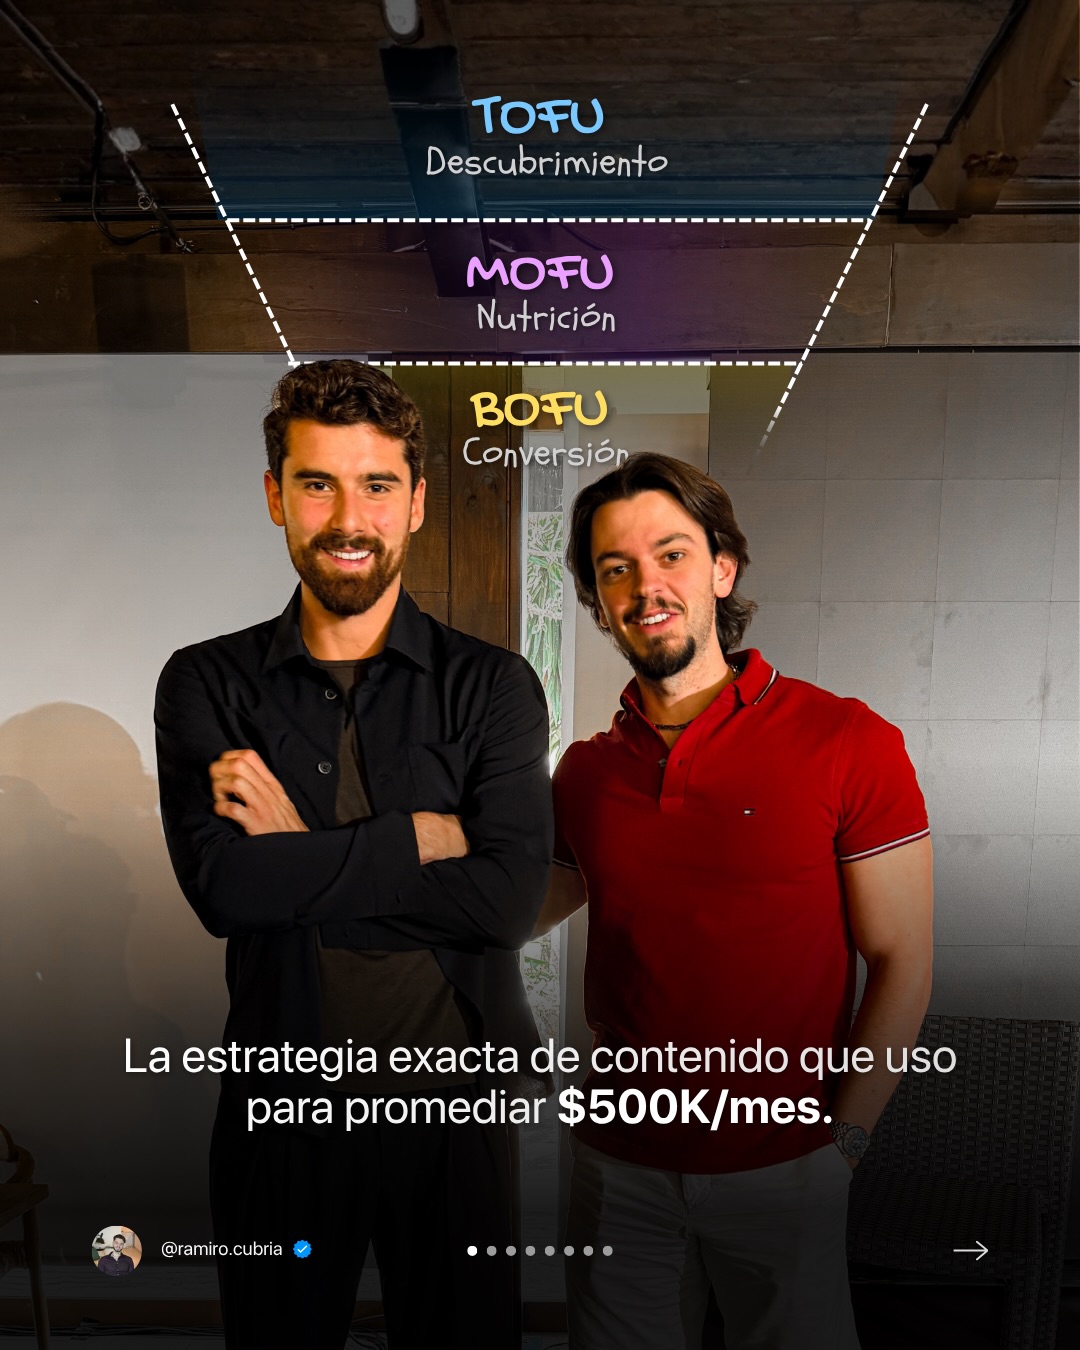 TOFU
Descubrimiento
MOFU
Nutrición
BOFU
Conversión
La estrategia exacta de contenido que uso
para promediar $500K/mes.
@ramiro.cubria